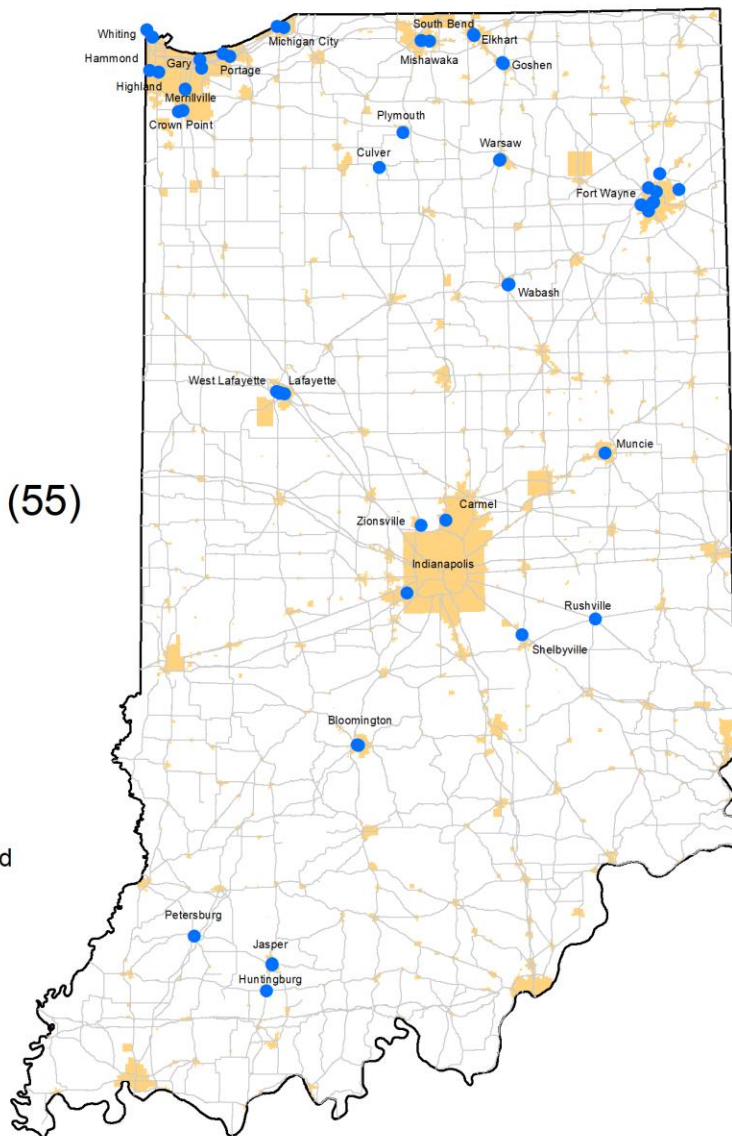 South Bend
Whiting
Michigan City
Elkhart
Hammond
Gary
Portage
Mishawaka
Goshen
Highland
Merrillville
Crown Point
Plymouth
Culver
Warsaw
Fort Wayne
Wabash
West Lafayette
Lafayette
Muncie
(55)
Carmel
Zionsville
Indianapolis
Rushville
Shelbyville
Bloomington
d
Petersburg
Jasper
Huntingburg